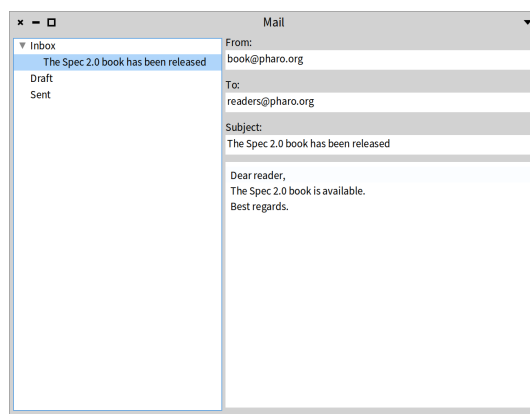 Mail
Inbox
The Spec 2.0 book has been released
Draft
Sent
From:
book@pharo.org
To:
readers@pharo.org
Subject:
The Spec 2.0 book has been released
Dear reader,
The Spec 2.0 book is available.
Best regards.